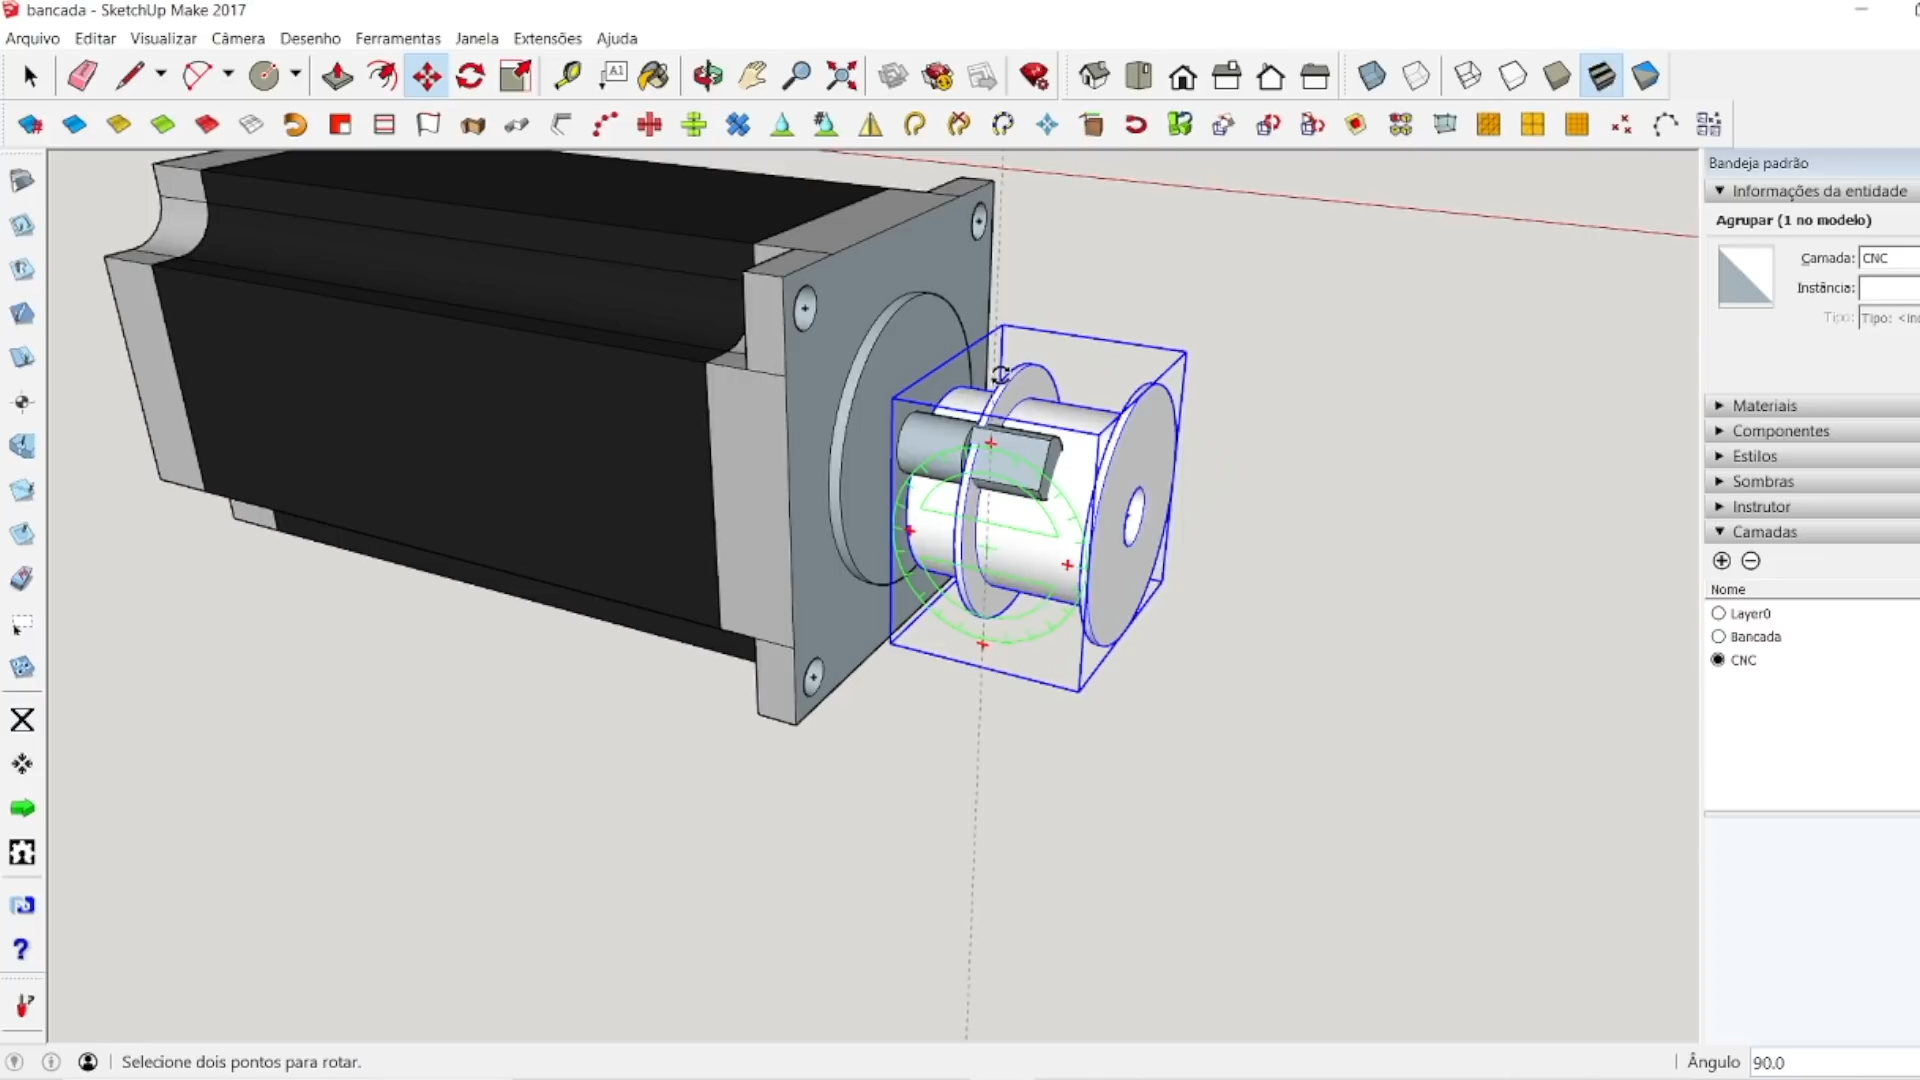 bancada - SketchUp Make 2017
Arquivo Editar Visualizar Câmera Desenho Ferramentas Janela Extensões Ajuda
A1
Bandeja padrão
Informações da entidade
Agrupar (1 no modelo)
Camada: CNC
Instância:
Tipo: Tipo:
Materiais
Componentes
Estilos
Sombras
Instrutor
Camadas
Nome
Layer0
Bancada
CNC
?
Selecione dois pontos para rotar.
Ângulo 90.0